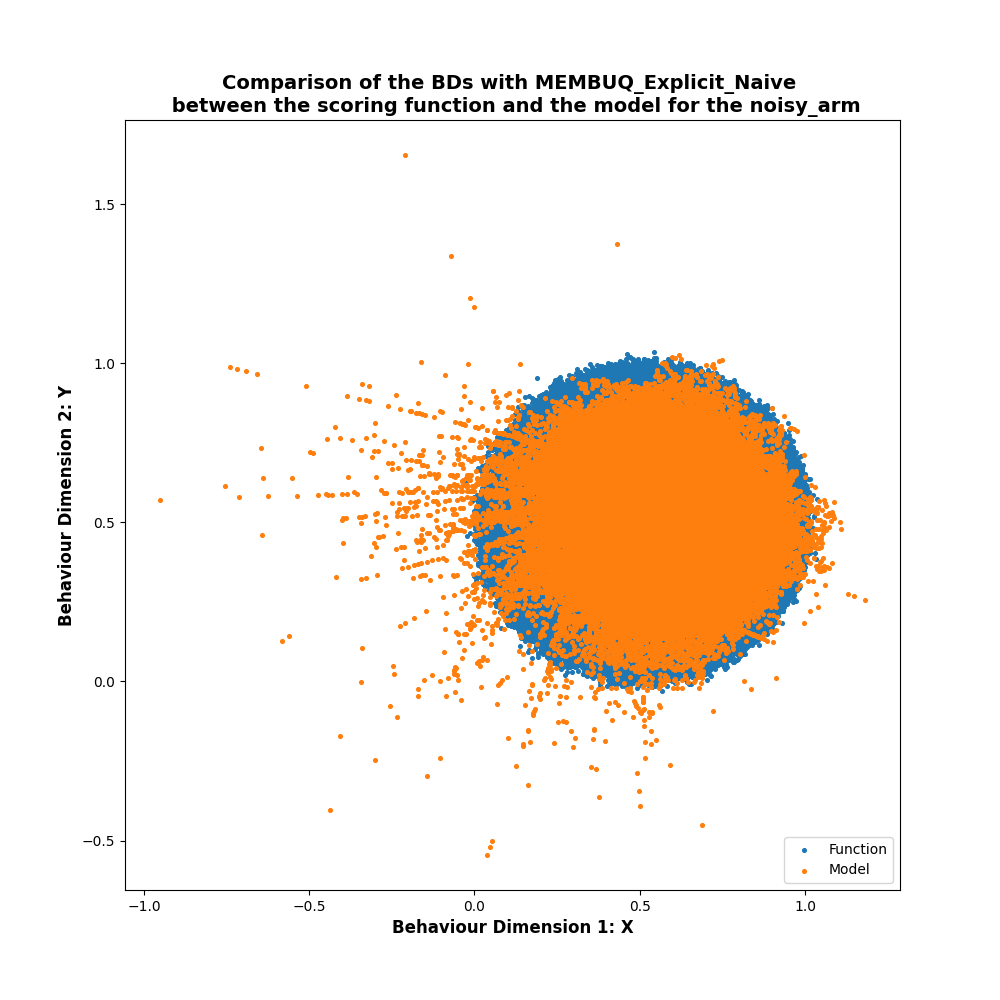 Comparison of the BDs with MEMBUQ_Explicit_Naive
between the scoring function and the model for the noisy_arm
1.5
1.0
0.5
0.0
−0.5
Behaviour Dimension 2: Y
−1.0
−0.5
0.0
0.5
1.0
Behaviour Dimension 1: X
Function
Model